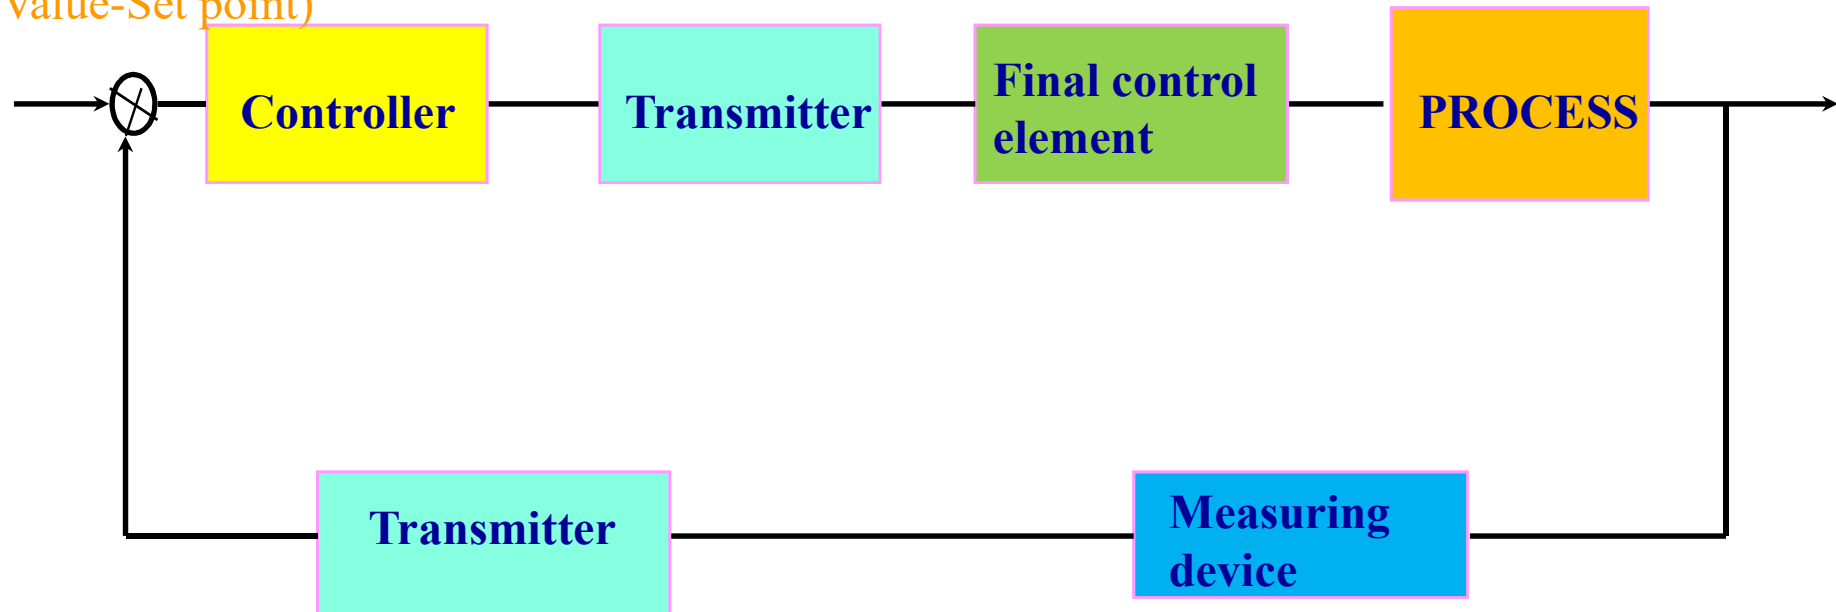 Value-Set point)
Controller
Transmitter
Final control
element
PROCESS
Transmitter
Measuring
device